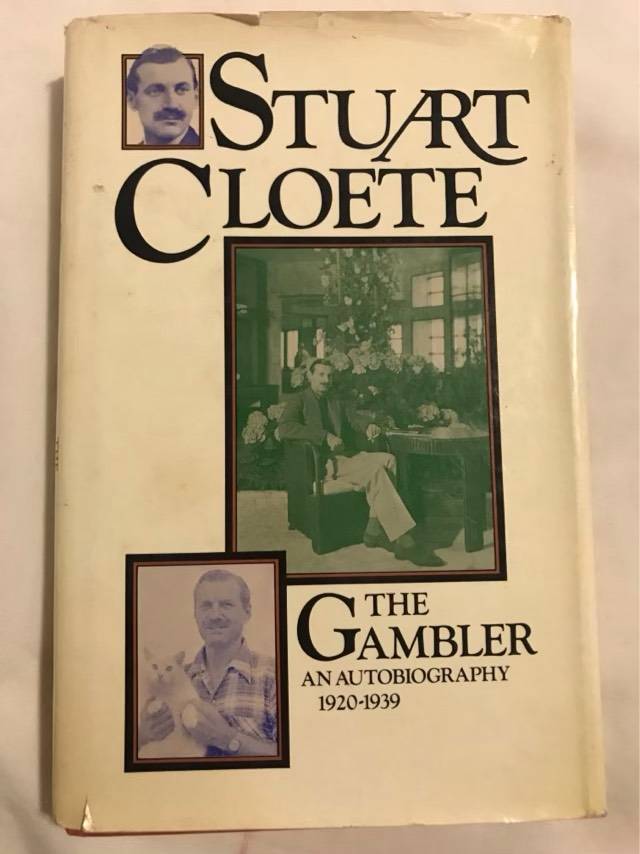 STUART
CLOETE
THE
GAMBLER
AN AUTOBIOGRAPHY
1920-1939